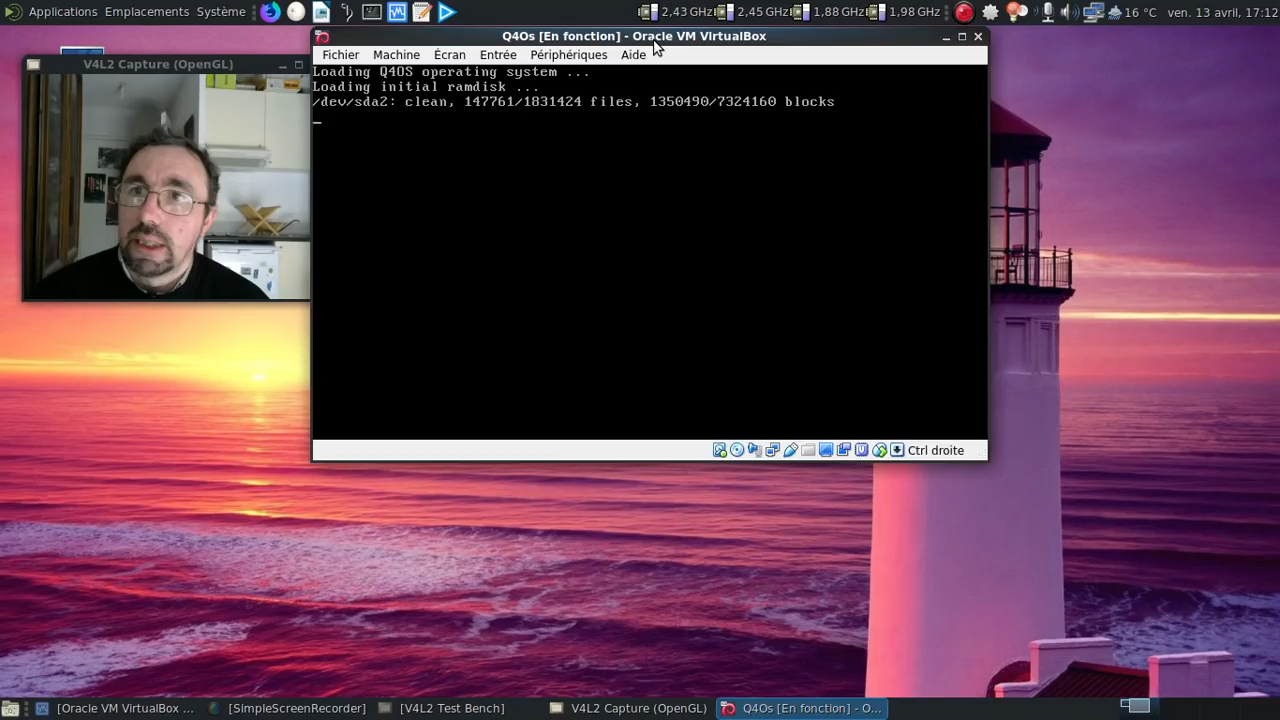 Applications Emplacements Système 2,43 GHz 2,45 GHz 1,88 GHz 1,98 GHz 16 °C ven. 13 avril, 17:12
Q4Os [En fonction] - Oracle VM VirtualBox
V4L2 Capture (OpenGL)
Fichier Machine Écran Entrée Périphériques Aide
Loading Q4OS operating system ...
Loading initial ramdisk ...
/dev/sda2: clean, 147761/1831424 files, 1350490/7324160 blocks
Ctrl droite
[Oracle VM VirtualBox ... [SimpleScreenRecorder] [V4L2 Test Bench] V4L2 Capture (OpenGL) Q4Os [En fonction] - O...